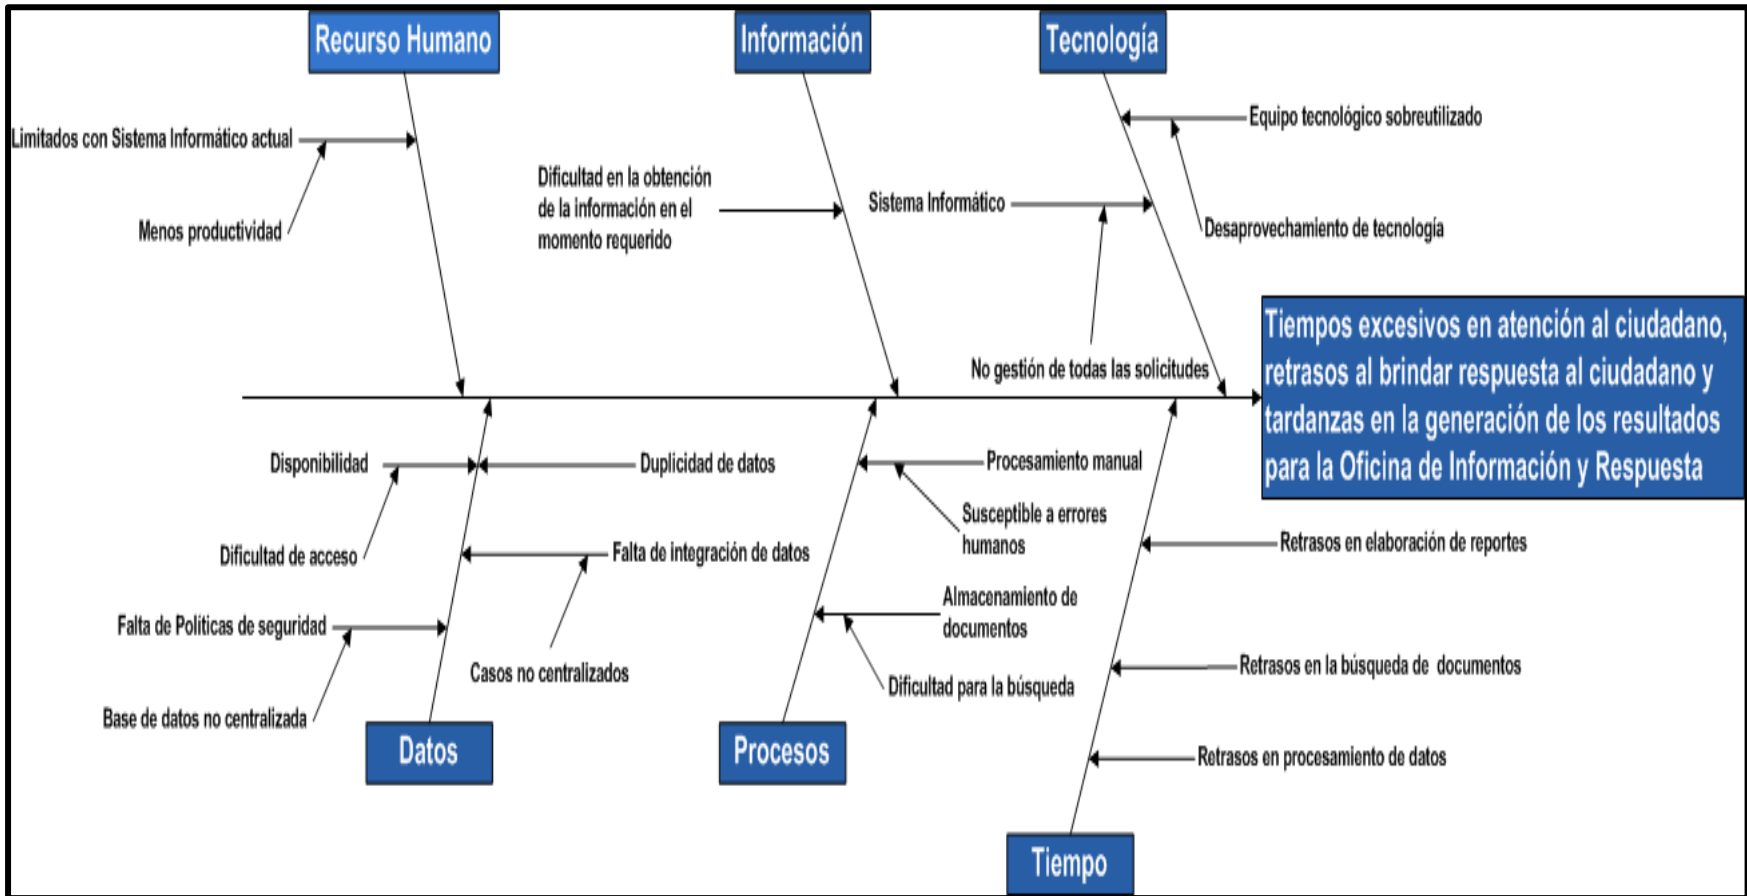 Recurso Humano
Información
Tecnología
Limitados con Sistema Informático actual
Menos productividad
Dificultad en la obtención
de la información en el
momento requerido
Sistema Informático
No gestión de todas las solicitudes
Equipo tecnológico sobreutilizado
Desaprovechamiento de tecnología
Tiempos excesivos en atención al ciudadano,
retrasos al brindar respuesta al ciudadano y
tardanzas en la generación de los resultados
para la Oficina de Información y Respuesta
Disponibilidad
Dificultad de acceso
Duplicidad de datos
Falta de integración de datos
Casos no centralizados
Falta de Políticas de seguridad
Base de datos no centralizada
Datos
Procesamiento manual
Susceptible a errores
humanos
Almacenamiento de
documentos
Dificultad para la búsqueda
Procesos
Retrasos en elaboración de reportes
Retrasos en la búsqueda de documentos
Retrasos en procesamiento de datos
Tiempo